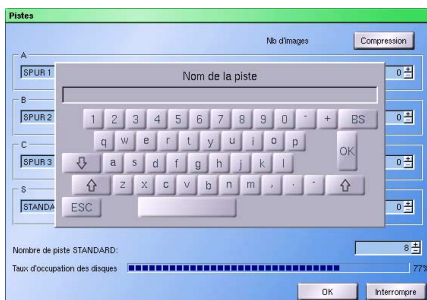 Pistes
Nb d'images
Compression
A
SPUR 1
0
Nom de la piste
B
SPUR 2
0
1 2 3 4 5 6 7 8 9 0 - + BS
q w e r t y u i o p
OK
C
SPUR 3
0
a s d f g h j k l
z x c v b n m , . -
S
STANDA
0
ESC
Nombre de piste STANDARD:
8
Taux d'occupation des disques
77%
OK
Interrompre